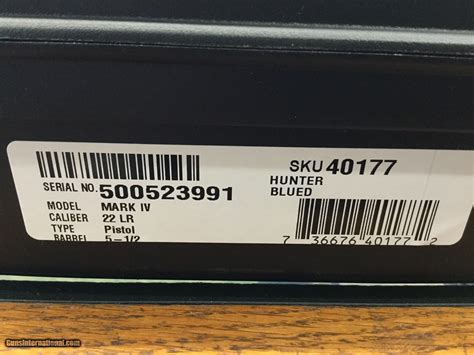 SERIAL NO. 500523991
MODEL MARK IV
CALIBER 22 LR
TYPE Pistol
BARREL 5-1/2
SKU 40177
HUNTER
BLUED
7 36676 40177 2
GunsInternational.com